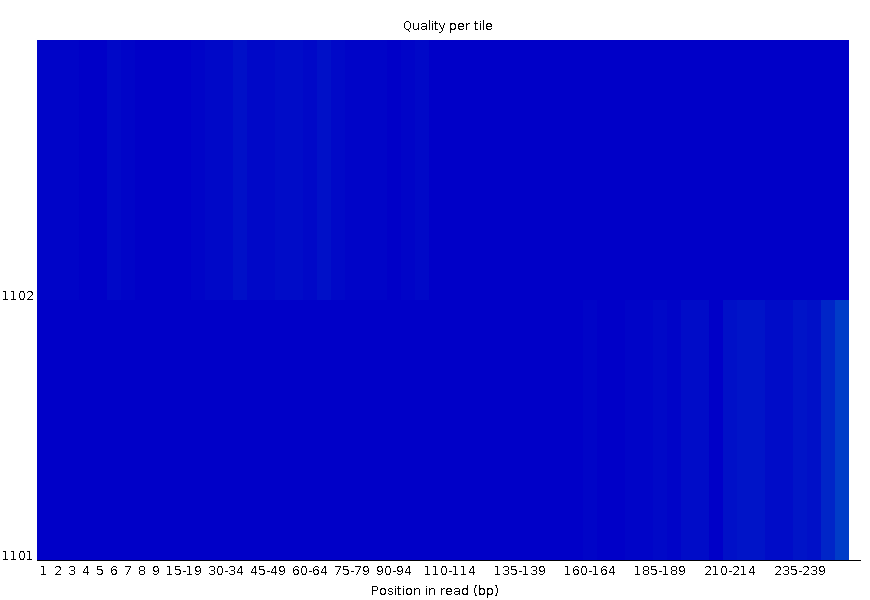 Quality per tile
1102
1101
1 2 3 4 5 6 7 8 9 15-19 30-34 45-49 60-64 75-79 90-94 110-114 135-139 160-164 185-189 210-214 235-239
Position in read (bp)